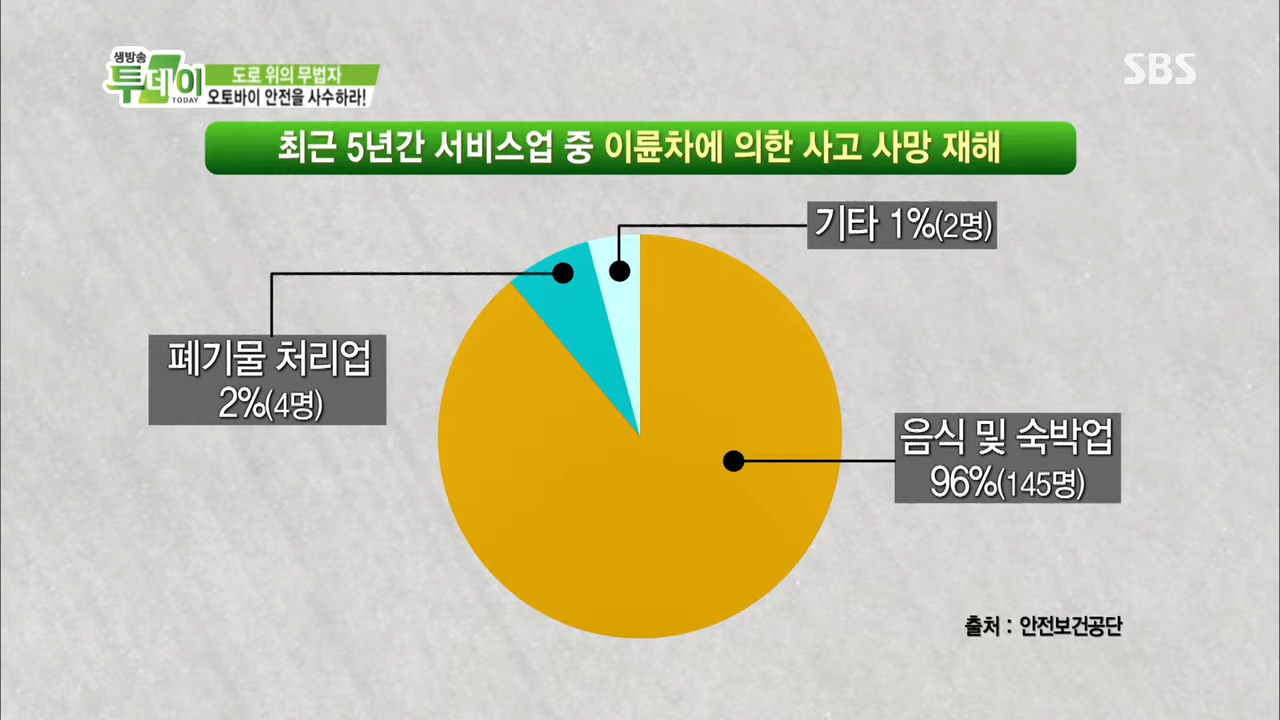 생방송
투데이
TODAY
도로 위의 무법자
오토바이 안전을 사수하라!
SBS
최근 5년간 서비스업 중 이륜차에 의한 사고 사망 재해
기타 1%(2명)
폐기물 처리업
2%(4명)
음식 및 숙박업
96%(145명)
출처 : 안전보건공단